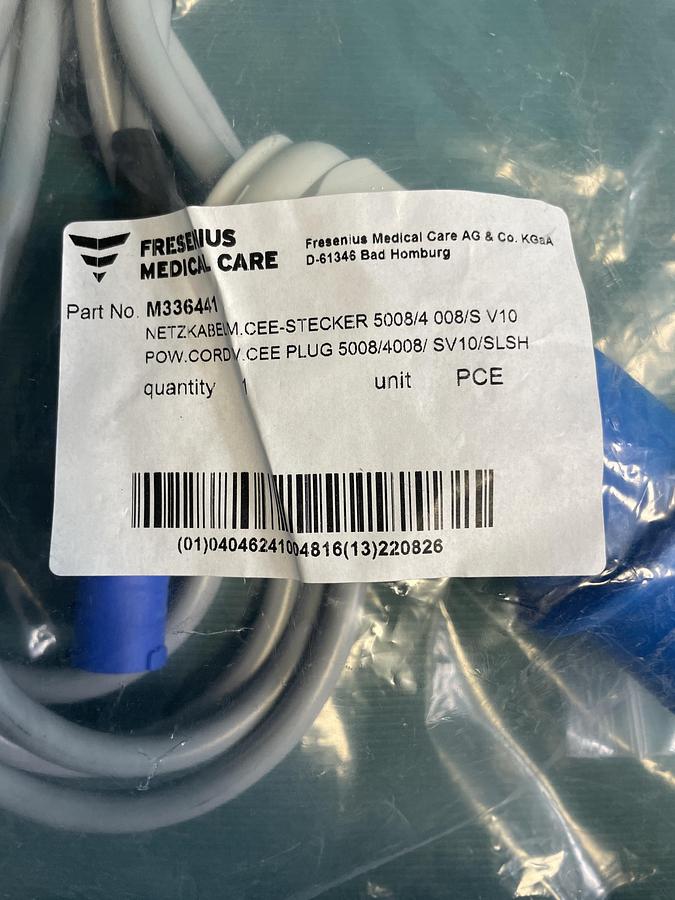 FRESENIUS
MEDICAL CARE
Fresenius Medical Care AG & Co. KGaA
D-61346 Bad Homburg
Part No. M336441
NETZKABELM.CEE-STECKER 5008/4 008/S V10
POW.CORDV.CEE PLUG 5008/4008/ SV10/SLSH
quantity 1 unit PCE
(01)04046241004816(13)220826